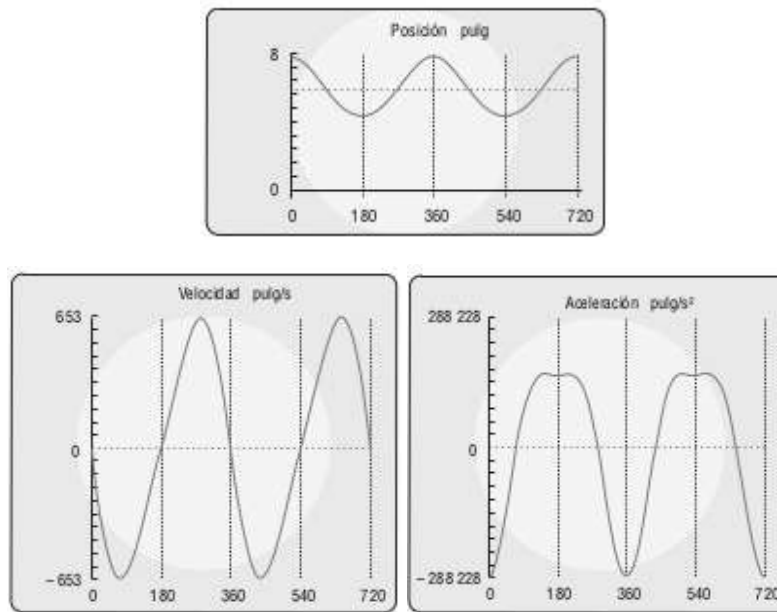 Posición pulg
8
0
0 180 360 540 720
Velocidad pulg/s
653
0
– 653
0 180 360 540 720
Aceleración pulg/s²
288 228
0
– 288 228
0 180 360 540 720